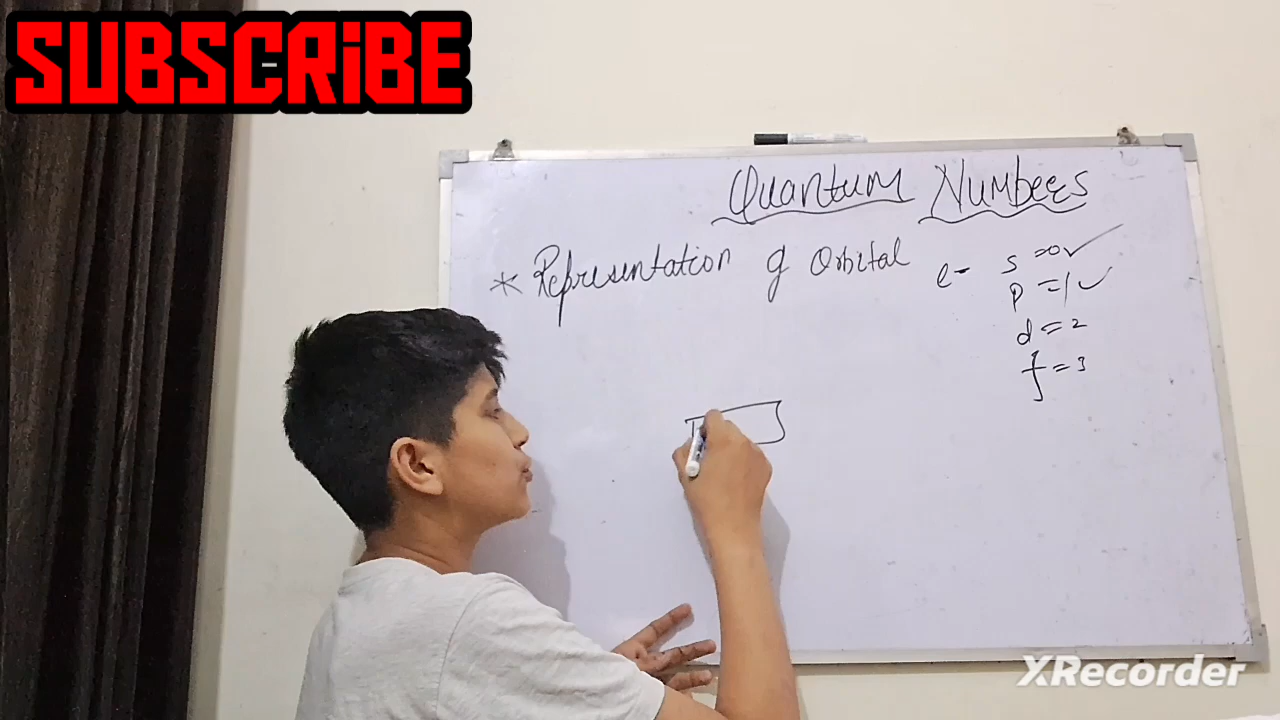 SUBSCRiBE
Quantum Numbers
* Representation of Orbital
l - s = 0 ✓
p = 1 ✓
d = 2
f = 3
XRecorder